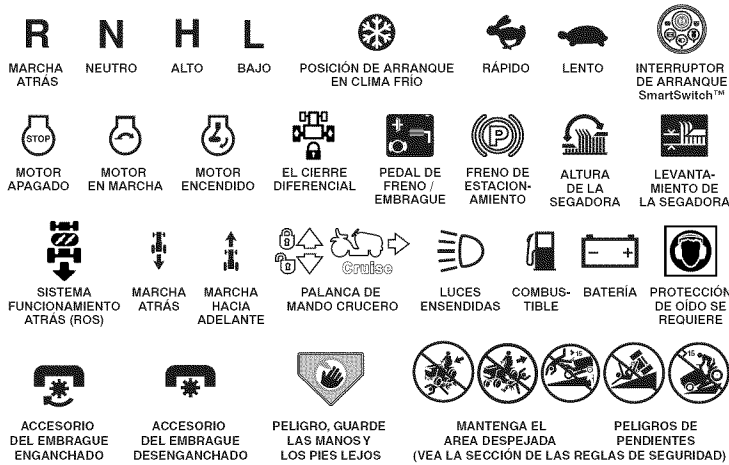 R N H L
MARCHA ATRÁS
NEUTRO
ALTO
BAJO
POSICIÓN DE ARRANQUE
EN CLIMA FRÍO
RÁPIDO
LENTO
INTERRUPTOR
DE ARRANQUE
SmartSwitch™
STOP
MOTOR
APAGADO
MOTOR
EN MARCHA
MOTOR
ENCENDIDO
EL CIERRE
DIFERENCIAL
PEDAL DE
FRENO /
EMBRAGUE
P
FRENO DE
ESTACION-
AMIENTO
ALTURA
DE LA
SEGADORA
LEVANTA-
MIENTO DE
LA SEGADORA
SISTEMA
FUNCIONAMIENTO
ATRÁS (ROS)
MARCHA
ATRÁS
MARCHA
HACIA
ADELANTE
Cruise
PALANCA DE
MANDO CRUCERO
LUCES
ENSENDIDAS
COMBUS-
TIBLE
BATERÍA
PROTECCIÓN
DE OÍDO SE
REQUIERE
ACCESORIO
DEL EMBRAGUE
ENGANCHADO
ACCESORIO
DEL EMBRAGUE
DESENGANCHADO
PELIGRO, GUARDE
LAS MANOS Y
LOS PIES LEJOS
15
15
MANTENGA EL
AREA DESPEJADA
PELIGROS DE
PENDIENTES
(VEA LA SECCIÓN DE LAS REGLAS DE SEGURIDAD)